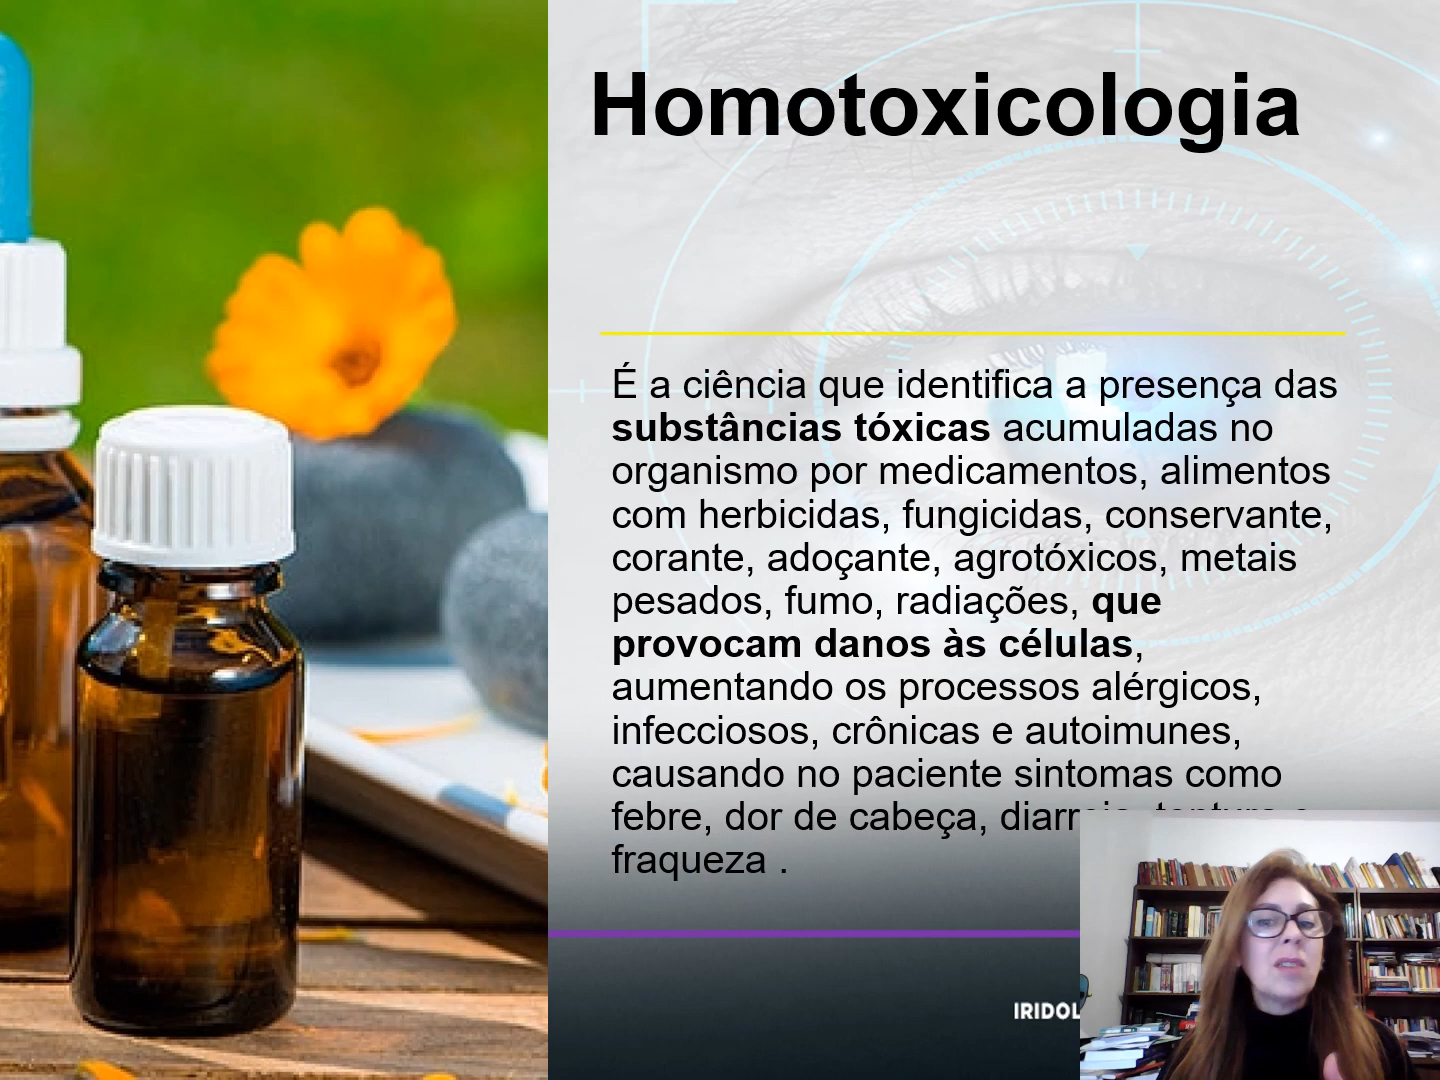 Homotoxicologia
É a ciência que identifica a presença das
substâncias tóxicas acumuladas no
organismo por medicamentos, alimentos
com herbicidas, fungicidas, conservante,
corante, adoçante, agrotóxicos, metais
pesados, fumo, radiações, que
provocam danos às células,
aumentando os processos alérgicos,
infecciosos, crônicas e autoimunes,
causando no paciente sintomas como
febre, dor de cabeça,
fraqueza .
IRIDOL